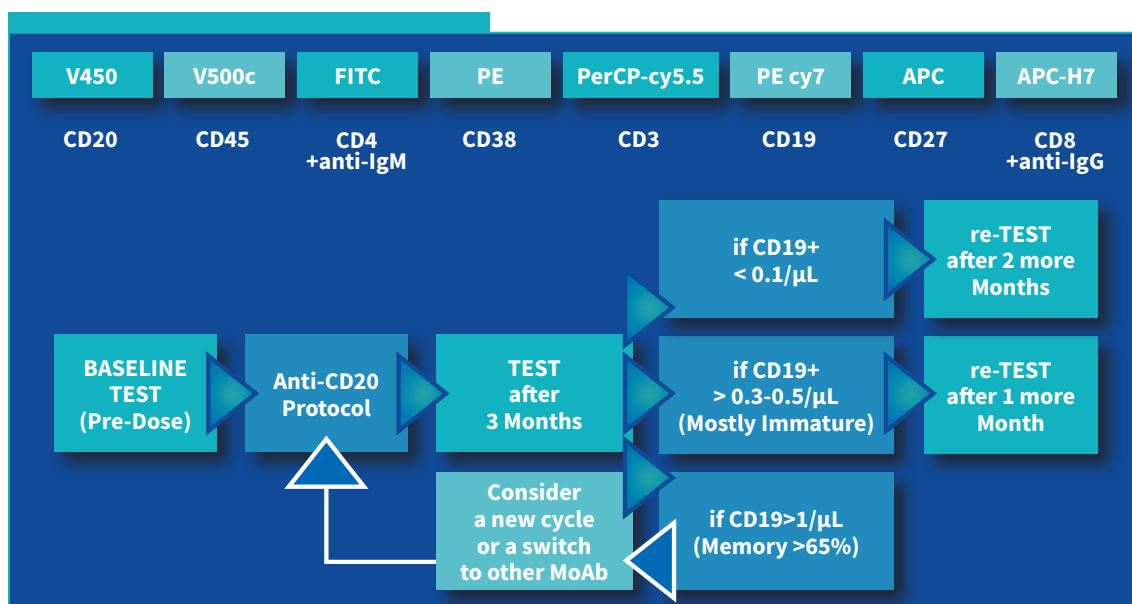 V450
V500c
FITC
PE
PerCP-cy5.5
PE cy7
APC
APC-H7
CD20
CD45
CD4
+anti-IgM
CD38
CD3
CD19
CD27
CD8
+anti-IgG
BASELINE
TEST
(Pre-Dose)
Anti-CD20
Protocol
TEST
after
3 Months
if CD19+
< 0.1/µL
re-TEST
after 2 more
Months
if CD19+
> 0.3-0.5/µL
(Mostly Immature)
re-TEST
after 1 more
Month
if CD19>1/µL
(Memory >65%)
Consider
a new cycle
or a switch
to other MoAb